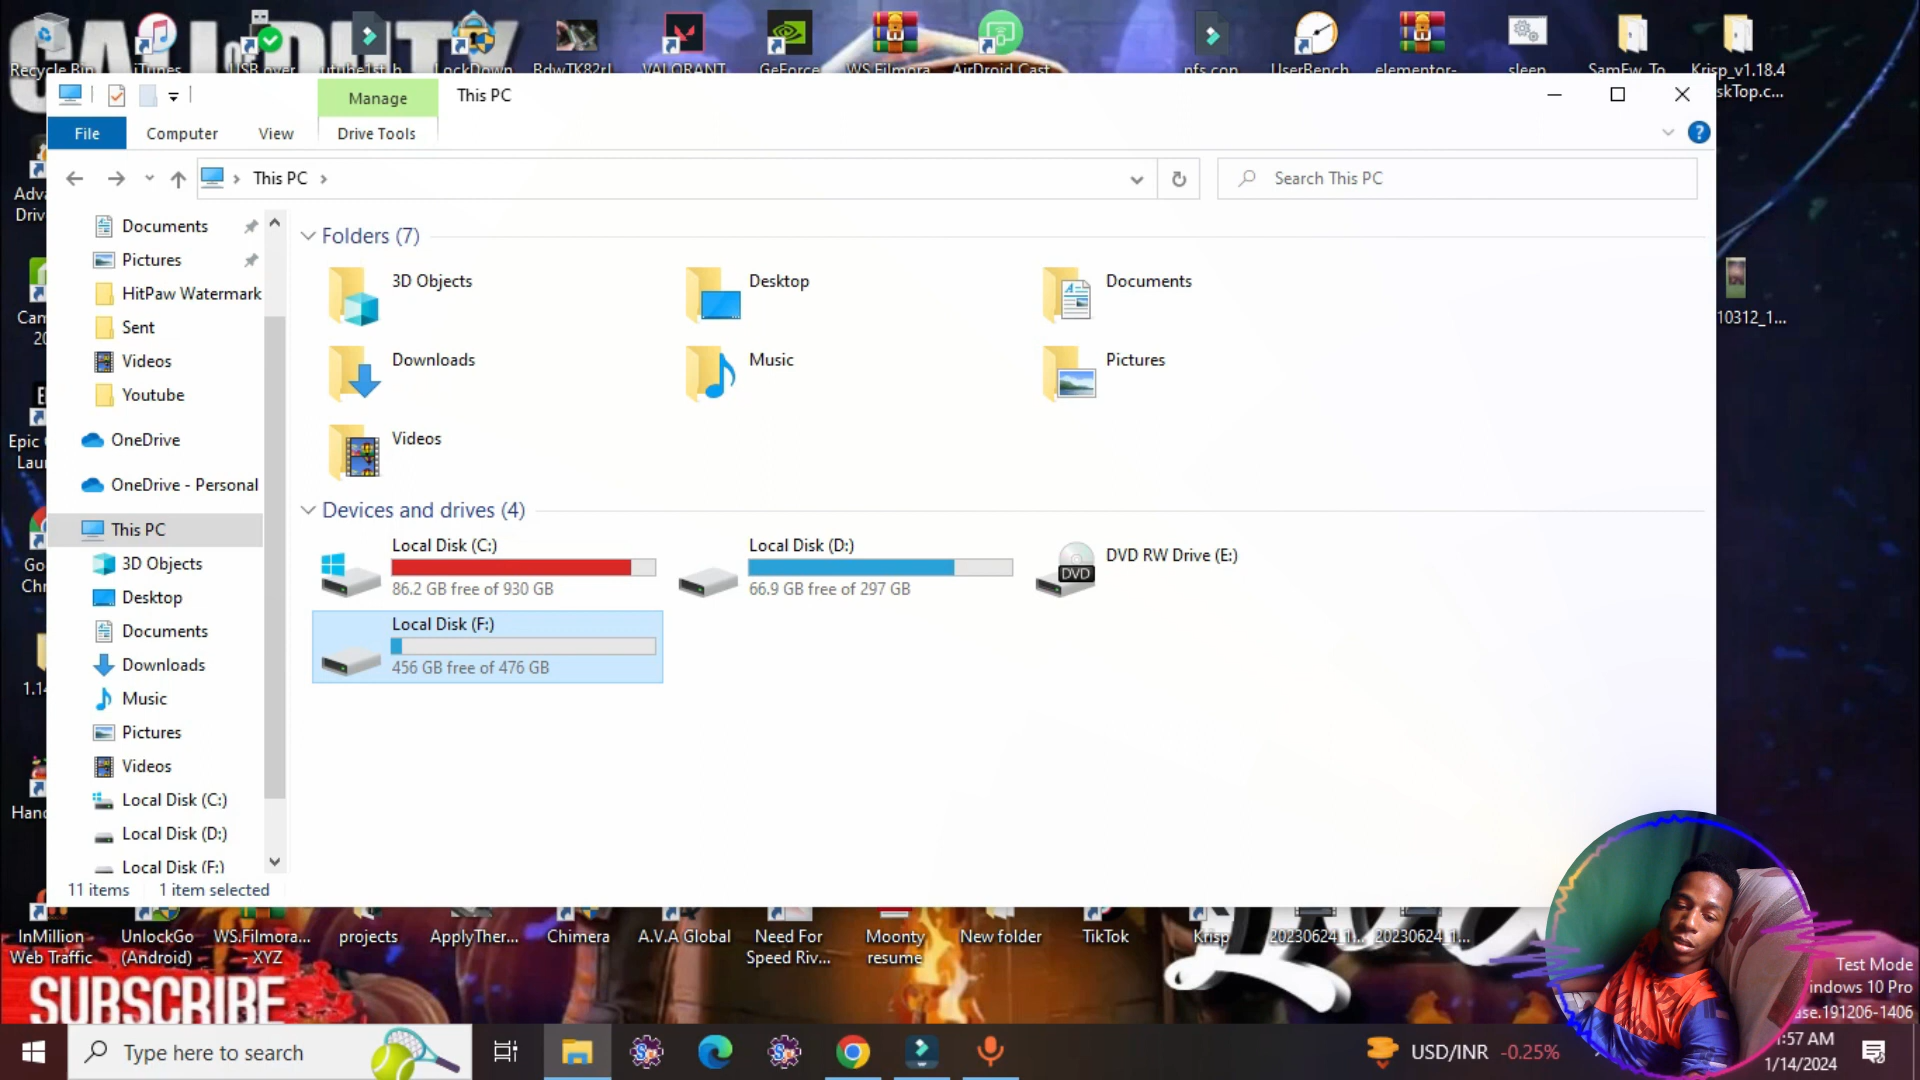 CALL DUTY
Recycle Bin
iTunes
USB over
LockDown
VALORANT
GeForce
WS.Filmora
AirDroid Cast
nfs con
UserBench
elementor-
sleep
SamFw To
Krisp_v1.18.4
skTop.c...
Manage
This PC
File
Computer
View
Drive Tools
?
This PC
Search This PC
Adv
Driv
Documents
Pictures
HitPaw Watermark
Sent
Videos
Youtube
OneDrive
OneDrive - Personal
This PC
3D Objects
Desktop
Documents
Downloads
Music
Pictures
Videos
Local Disk (C:)
Local Disk (D:)
Local Disk (F:)
Folders (7)
3D Objects
Desktop
Documents
Downloads
Music
Pictures
Videos
Devices and drives (4)
Local Disk (C:)
86.2 GB free of 930 GB
Local Disk (D:)
66.9 GB free of 297 GB
DVD
DVD RW Drive (E:)
Local Disk (F:)
456 GB free of 476 GB
10312_1...
Can
20
Epic
Lau
Go
Chr
1.14
Hand
11 items
1 item selected
InMillion
Web Traffic
UnlockGo
(Android)
WS.Filmora...
- XYZ
projects
ApplyTher...
Chimera
A.V.A Global
Need For
Speed Riv...
Moonty
resume
New folder
TikTok
Krisp
20230624_1...
20230624_1...
SUBSCRIBE
Test Mode
indows 10 Pro
ase.191206-1406
Type here to search
USD/INR -0.25%
:57 AM
1/14/2024